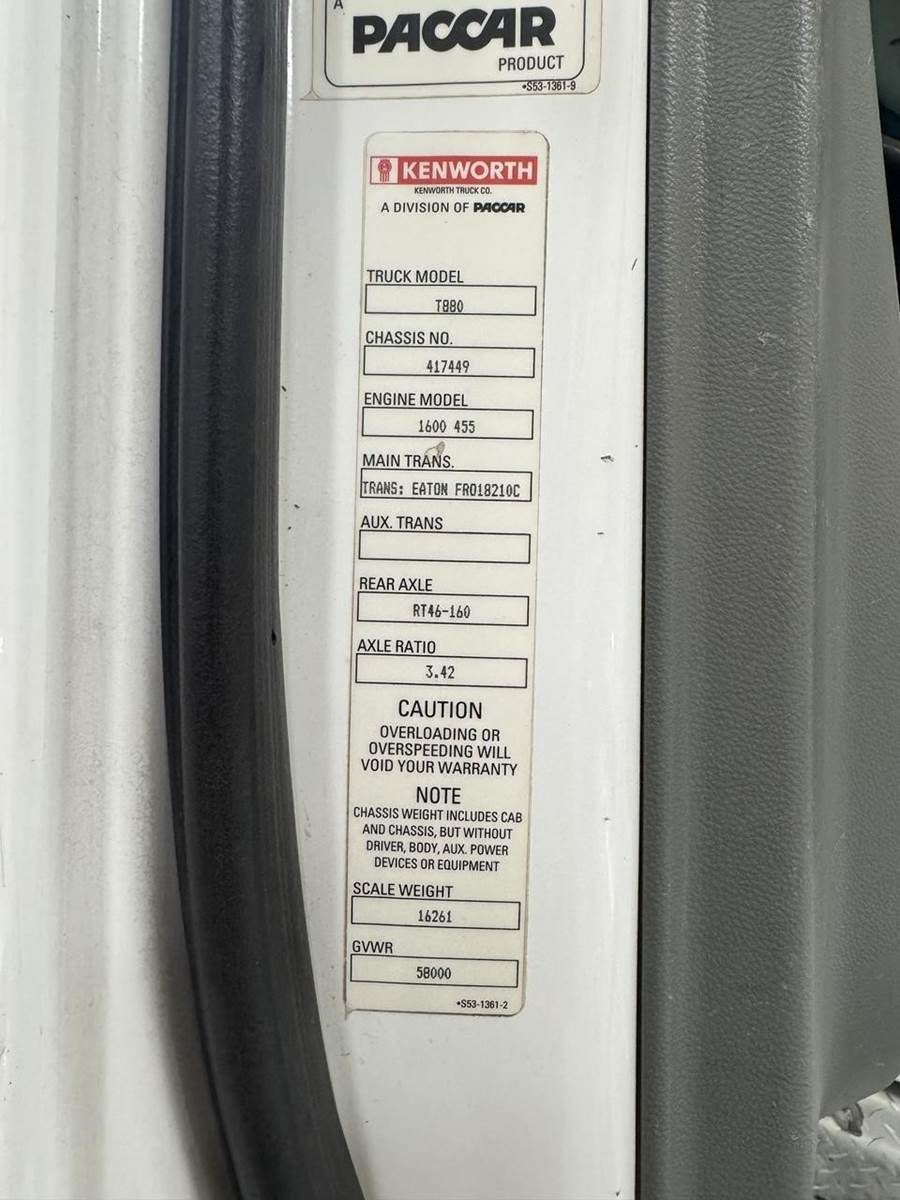 A
PACCAR
PRODUCT
•S53-1361-9
KENWORTH
KENWORTH TRUCK CO.
A DIVISION OF PACCAR
TRUCK MODEL
T880
CHASSIS NO.
417449
ENGINE MODEL
1600 455
MAIN TRANS.
TRANS: EATON FRO18210C
AUX. TRANS
REAR AXLE
RT46-160
AXLE RATIO
3.42
CAUTION
OVERLOADING OR
OVERSPEEDING WILL
VOID YOUR WARRANTY
NOTE
CHASSIS WEIGHT INCLUDES CAB
AND CHASSIS, BUT WITHOUT
DRIVER, BODY, AUX. POWER
DEVICES OR EQUIPMENT
SCALE WEIGHT
16261
GVWR
58000
•S53-1361-2